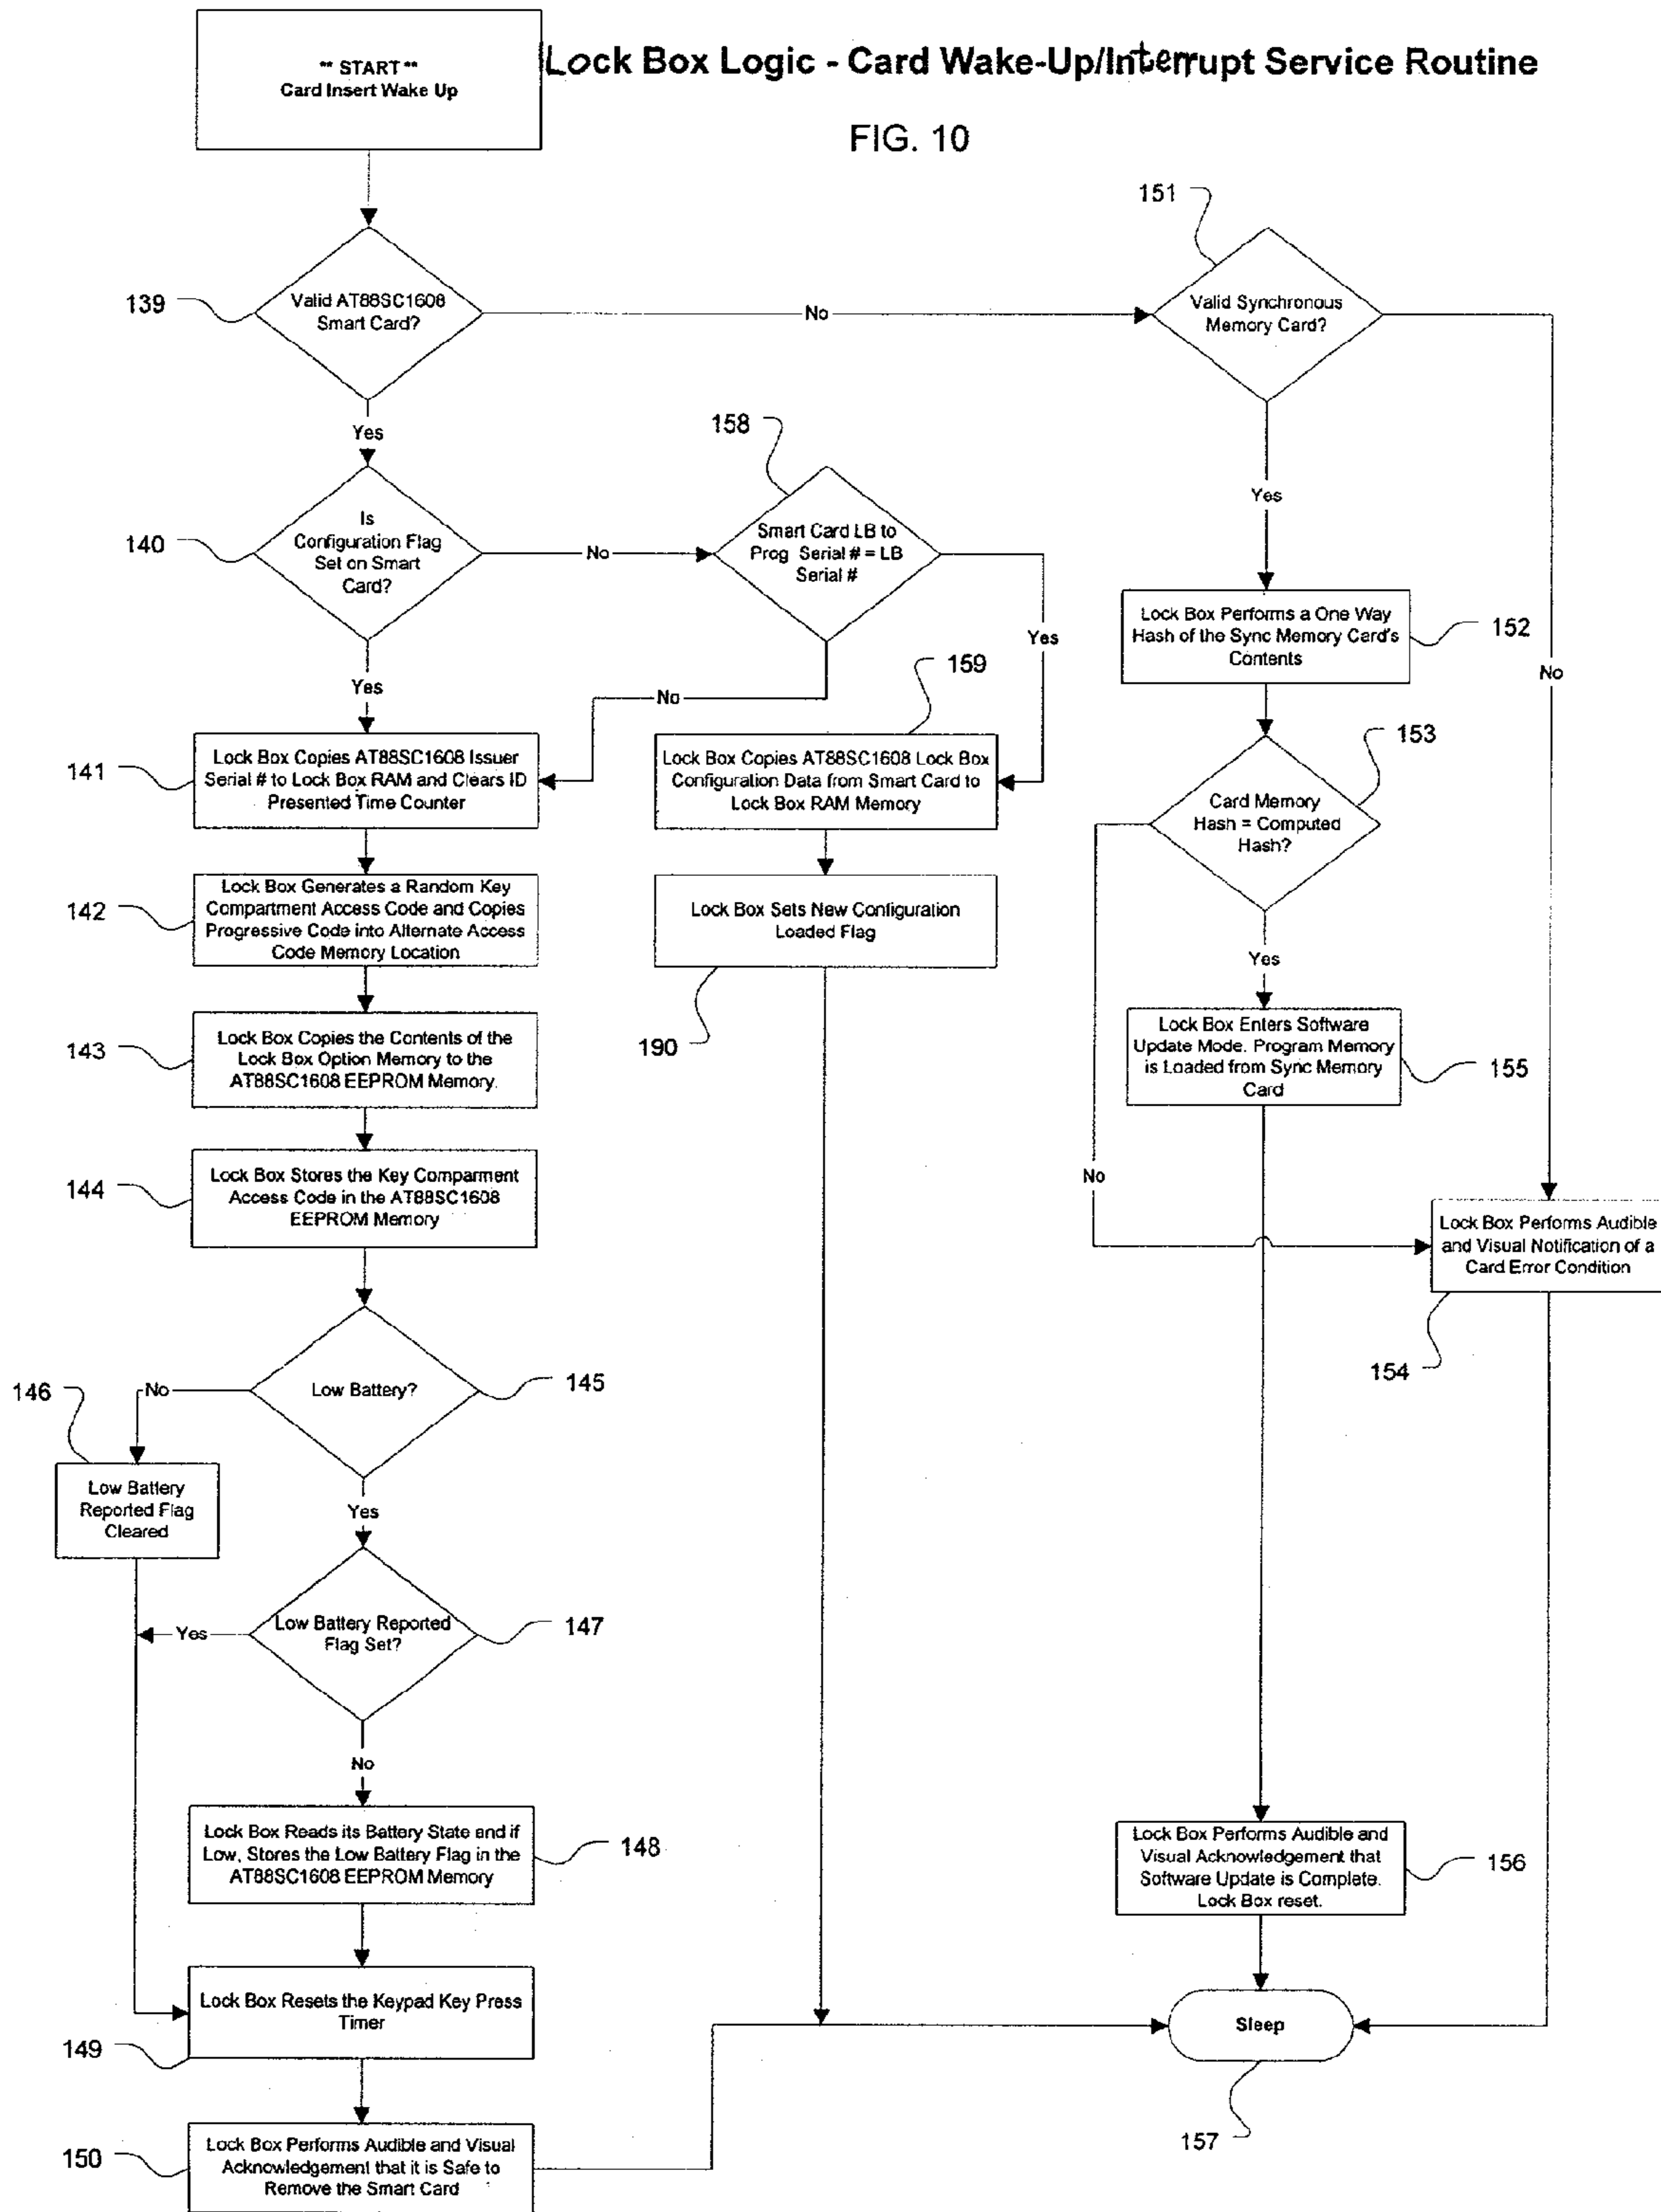 ** START **
Card Insert Wake Up
Lock Box Logic - Card Wake-Up/Interrupt Service Routine
FIG. 10
151
139
Valid AT88SC1608
Smart Card?
No
Valid Synchronous
Memory Card?
Yes
158
140
Is
Configuration Flag
Set on Smart
Card?
No
Smart Card LB to
Prog Serial # = LB
Serial #
Yes
Yes
Lock Box Performs a One Way
Hash of the Sync Memory Card's
Contents
152
Yes
No
159
No
153
141
Lock Box Copies AT88SC1608 Issuer
Serial # to Lock Box RAM and Clears ID
Presented Time Counter
Lock Box Copies AT88SC1608 Lock Box
Configuration Data from Smart Card to
Lock Box RAM Memory
Card Memory
Hash = Computed
Hash?
142
Lock Box Generates a Random Key
Compartment Access Code and Copies
Progressive Code into Alternate Access
Code Memory Location
Lock Box Sets New Configuration
Loaded Flag
Yes
190
143
Lock Box Copies the Contents of the
Lock Box Option Memory to the
AT88SC1608 EEPROM Memory.
Lock Box Enters Software
Update Mode. Program Memory
is Loaded from Sync Memory
Card
155
144
Lock Box Stores the Key Comparment
Access Code in the AT88SC1608
EEPROM Memory
No
Lock Box Performs Audible
and Visual Notification of a
Card Error Condition
154
146
No
Low Battery?
145
Low Battery
Reported Flag
Cleared
Yes
Yes
Low Battery Reported
Flag Set?
147
No
Lock Box Reads its Battery State and if
Low, Stores the Low Battery Flag in the
AT88SC1608 EEPROM Memory
148
Lock Box Performs Audible and
Visual Acknowledgement that
Software Update is Complete.
Lock Box reset.
156
Lock Box Resets the Keypad Key Press
Timer
149
Sleep
157
150
Lock Box Performs Audible and Visual
Acknowledgement that it is Safe to
Remove the Smart Card